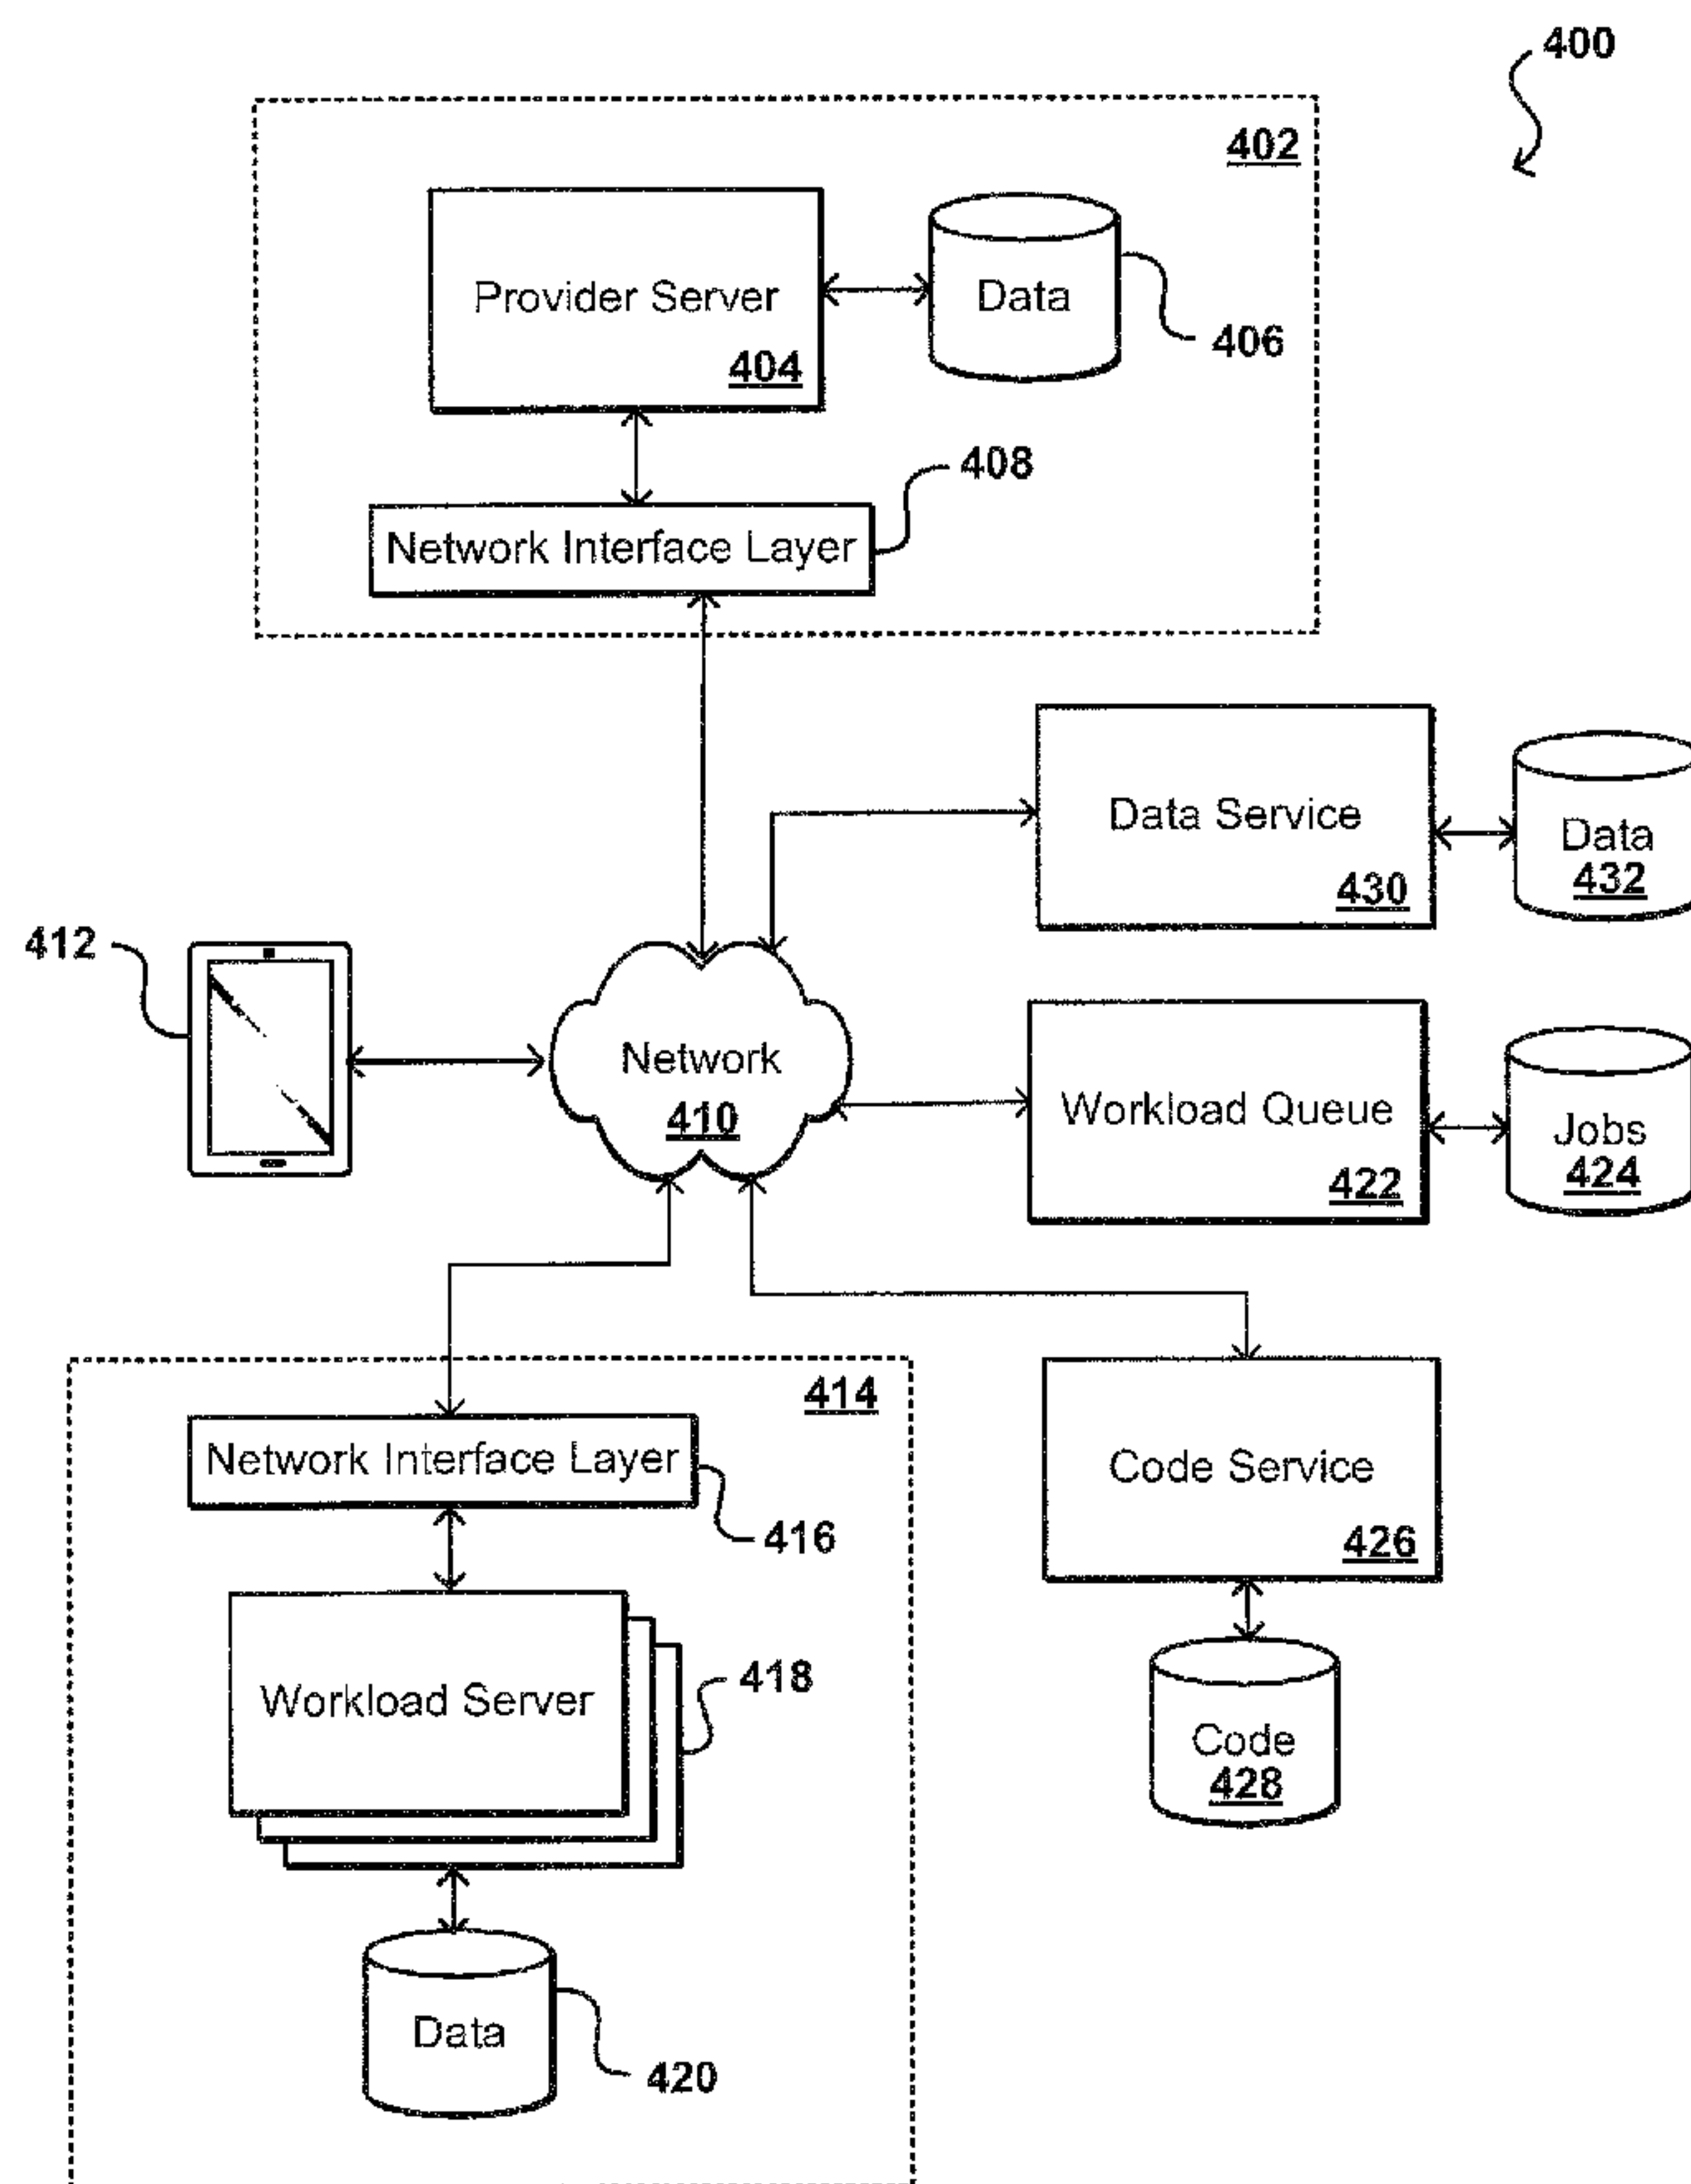 400
402
Provider Server
404
Data
406
408
Network Interface Layer
Data Service
430
Data
432
412
Network
410
Workload Queue
422
Jobs
424
414
Network Interface Layer
416
Code Service
426
Workload Server
418
Code
428
Data
420